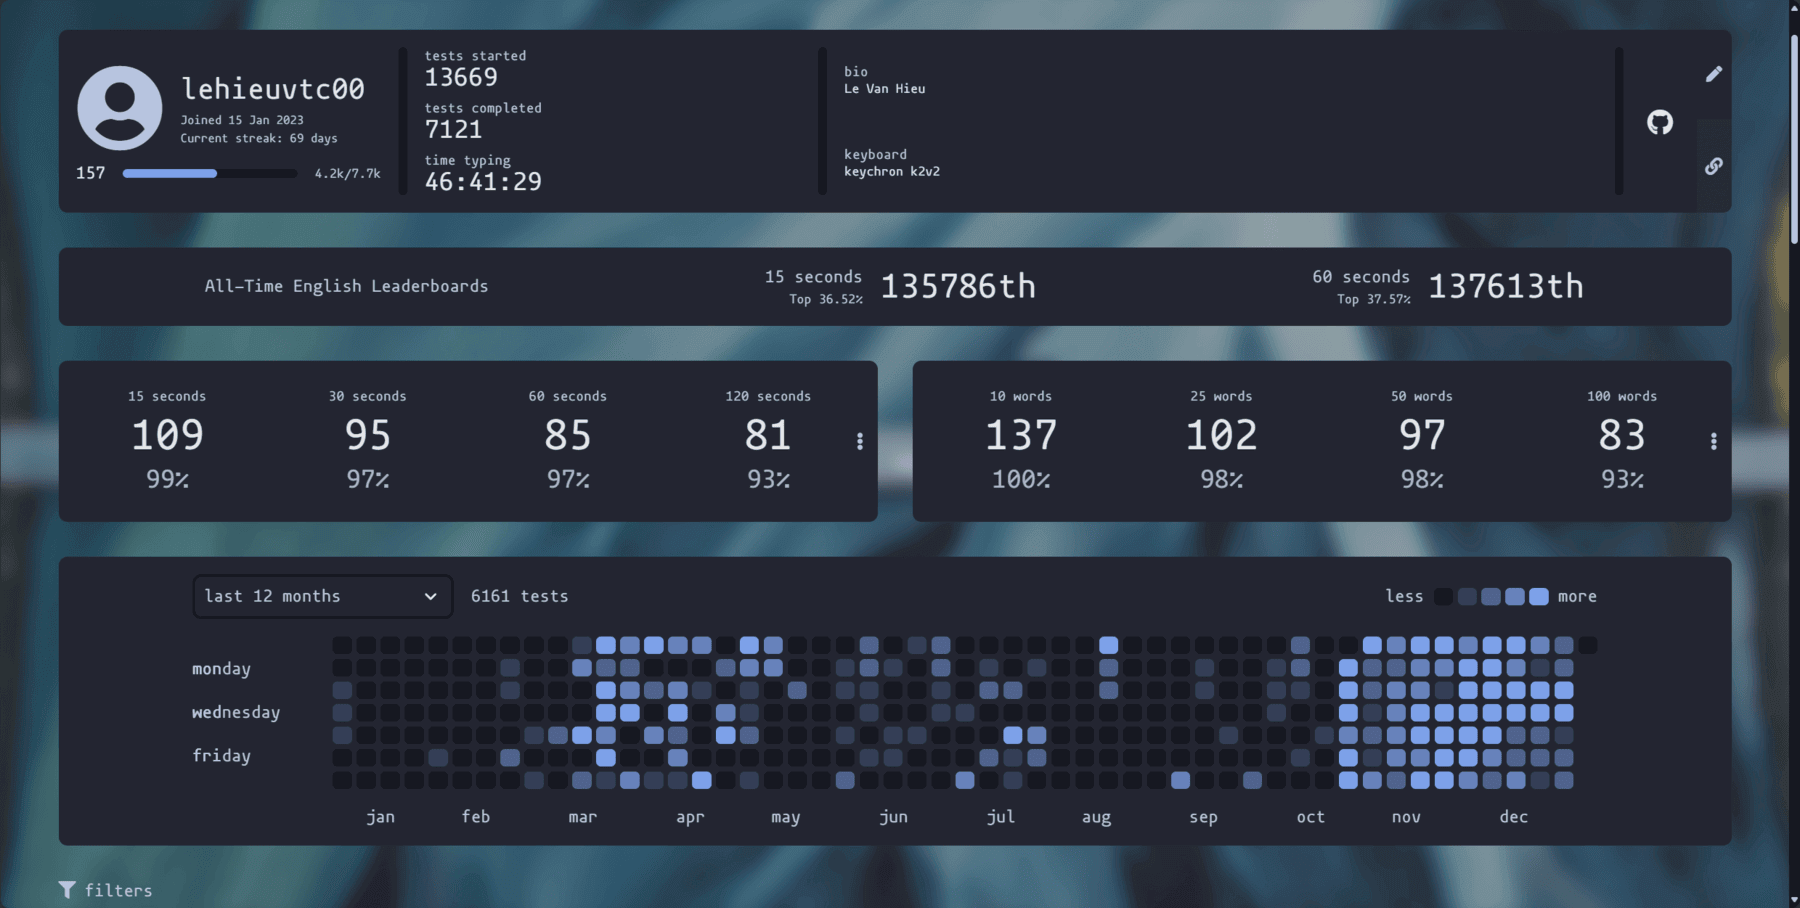 lehieuvtc00
Joined 15 Jan 2023
Current streak: 69 days
157 4.2k/7.7k
tests started
13669
tests completed
7121
time typing
46:41:29
bio
Le Van Hieu
keyboard
keychron k2v2
All-Time English Leaderboards
15 seconds
Top 36.52%
135786th
60 seconds
Top 37.57%
137613th
15 seconds 30 seconds 60 seconds 120 seconds
109 95 85 81
99% 97% 97% 93%
10 words 25 words 50 words 100 words
137 102 97 83
100% 98% 98% 93%
last 12 months 6161 tests less more
monday
wednesday
friday
jan feb mar apr may jun jul aug sep oct nov dec
filters